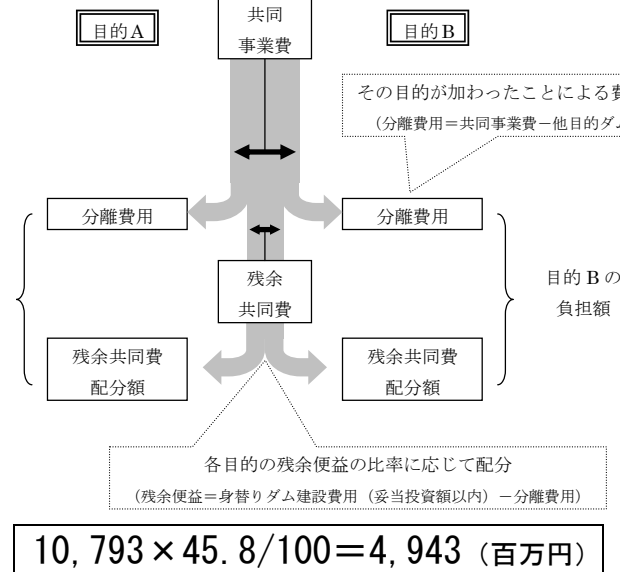 目的A
共同
事業費
目的B
その目的が加わったことによる費
(分離費用＝共同事業費－他目的ダム
分離費用
分離費用
残余
共同費
目的 B の
負担額
残余共同費
配分額
残余共同費
配分額
各目的の残余便益の比率に応じて配分
(残余便益＝身替りダム建設費用（妥当投資額以内）－分離費用)
10,793×45.8/100＝4,943（百万円）